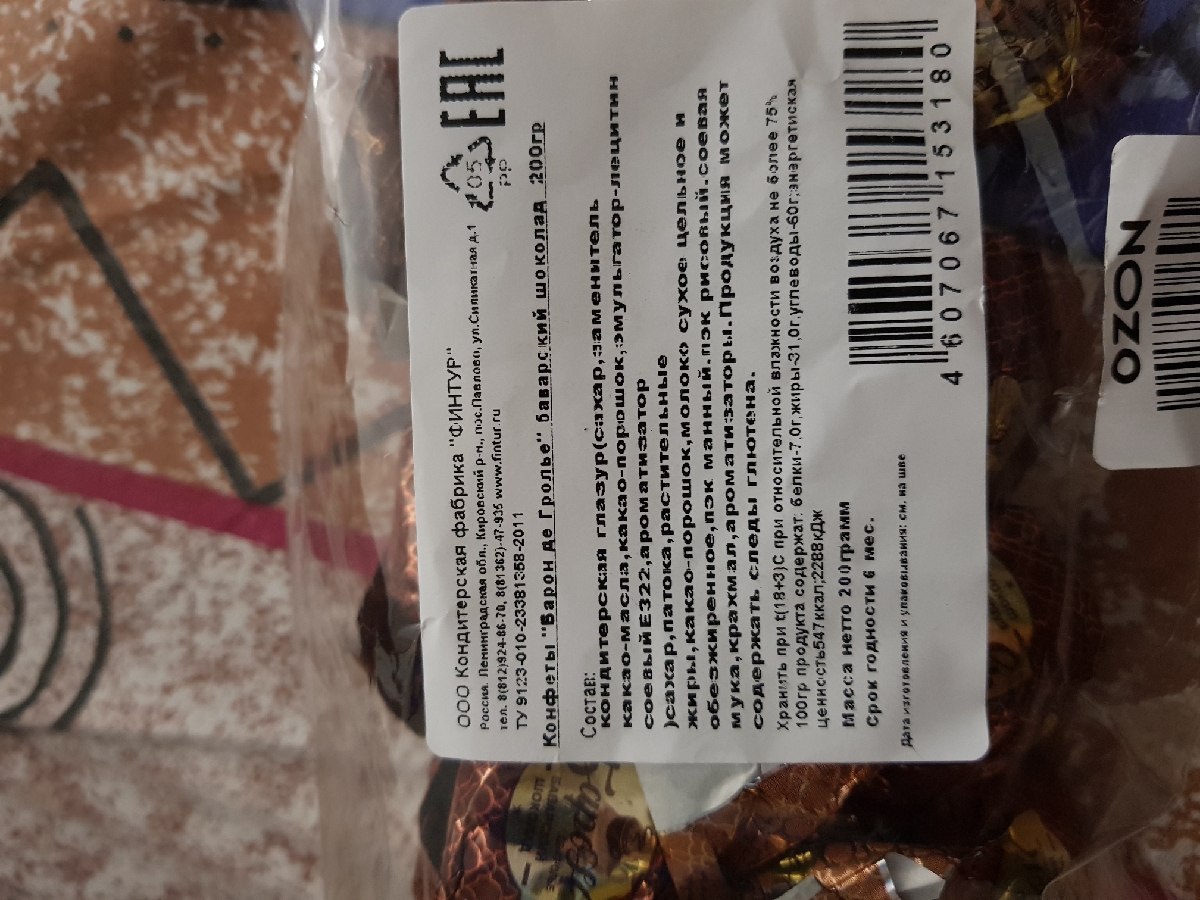 ООО Кондитерская фабрика "ФИНТУР"
Россия. Ленинградская обл., Кировский р-н., пос.Павлово, ул.Силикатная д.1
тел. 8(812)924-86-70, 8(81362)-47-935 www.fintur.ru
ТУ 9123-010-23381358-2011
05
PP
EAC
Конфеты "Барон де Гролье" баварский шоколад 200гр
Состав:
кондитерская глазур(сахар,заменитель
какао-масла,какао-порошок,эмульгатор-лецитин
соевыйЕ322,ароматизатор
)сахар,патока,растительные
жиры,какао-порошок,молоко сухое цельное и
обезжиренное,пэк манный.пэк рисовый.соевая
мука,крахмал,ароматизаторы.Продукция может
содержать следы глютена.
Хранить при t(18+3)С при относительной влажности воздуха не более 75%
100гр продукта содержат: белки-7.0г,жиры-31,0г,углеводы-60г;энергетиская
ценность547ккал;2288кДж
Масса нетто 200грамм
Срок годности 6 мес.
Дата изготовления и упаковывания: см. на шве
4 607067 153180
OZON